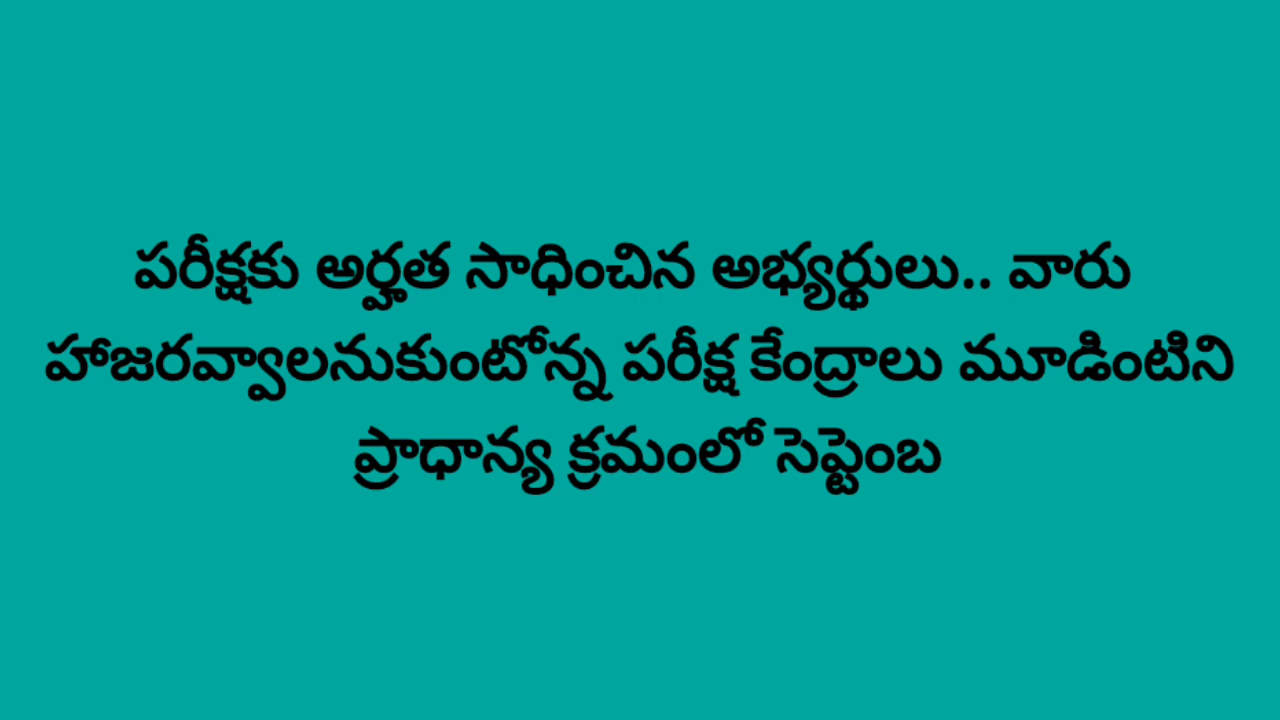 పరీక్షకు అర్హత సాధించిన అభ్యర్థులు.. వారు
హాజరవ్వాలనుకుంటోన్న పరీక్ష కేంద్రాలు మూడింటిని
ప్రాధాన్య క్రమంలో సెప్టెంబ